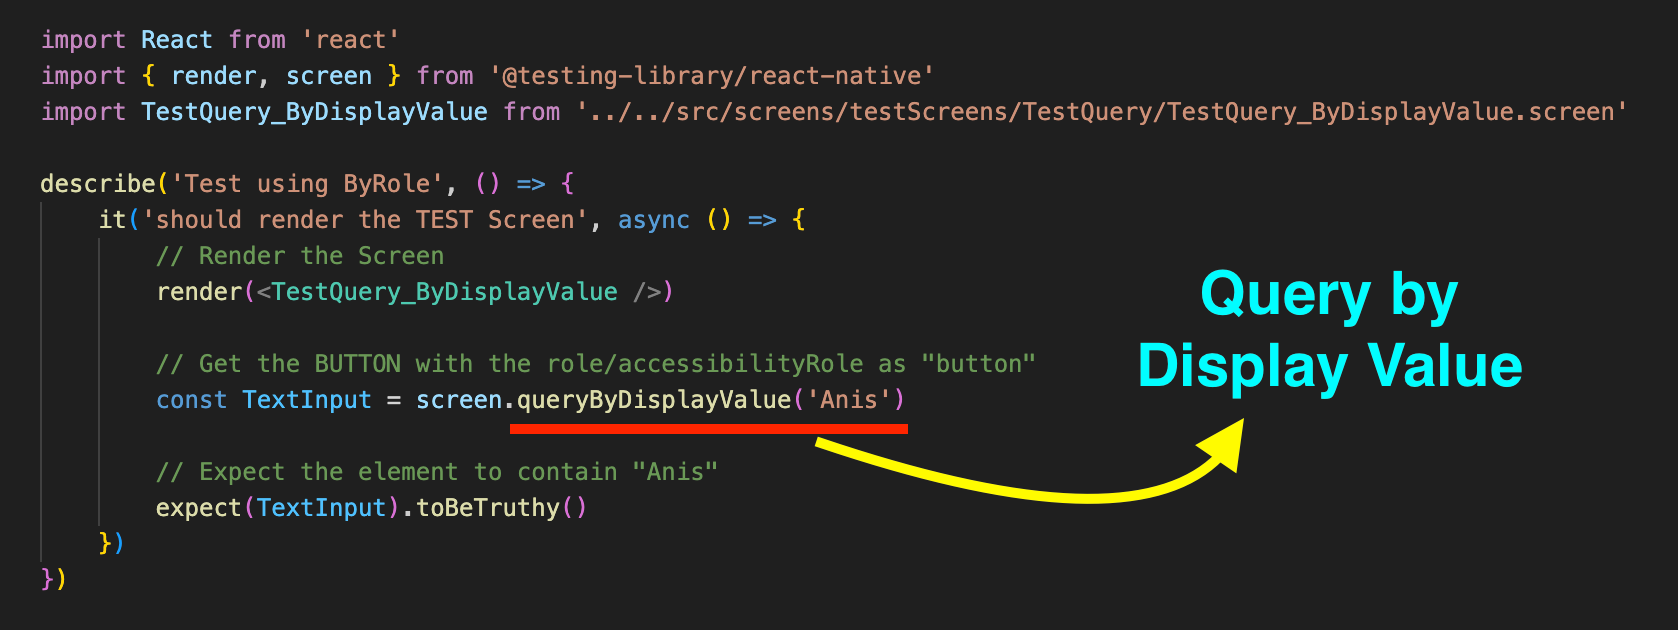 import React from 'react'
import { render, screen } from '@testing-library/react-native'
import TestQuery_ByDisplayValue from '../../src/screens/testScreens/TestQuery/TestQuery_ByDisplayValue.screen'
describe('Test using ByRole', () => {
it('should render the TEST Screen', async () => {
// Render the Screen
render(<TestQuery_ByDisplayValue />)
// Get the BUTTON with the role/accessibilityRole as "button"
const TextInput = screen.queryByDisplayValue('Anis')
// Expect the element to contain "Anis"
expect(TextInput).toBeTruthy()
})
})
Query by
Display Value